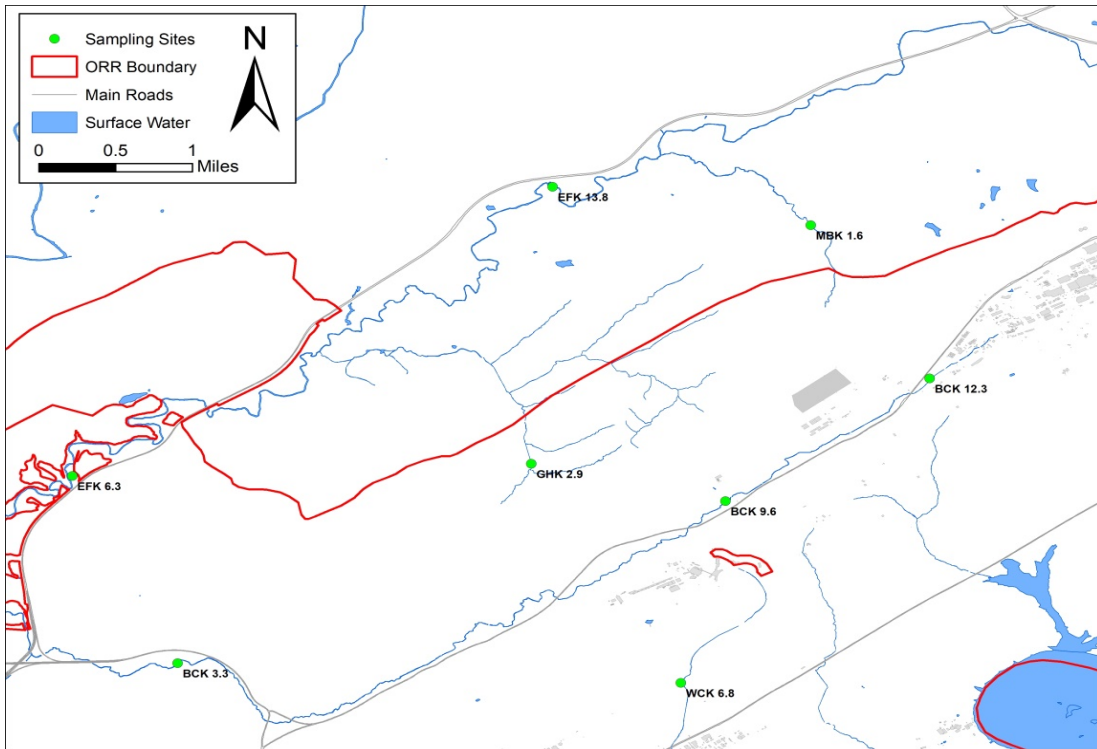 Sampling Sites
ORR Boundary
Main Roads
Surface Water
0 0.5 1
Miles
N
EFK 13.8
MBK 1.6
BCK 12.3
GHK 2.9
EFK 6.3
BCK 9.6
BCK 3.3
WCK 6.8